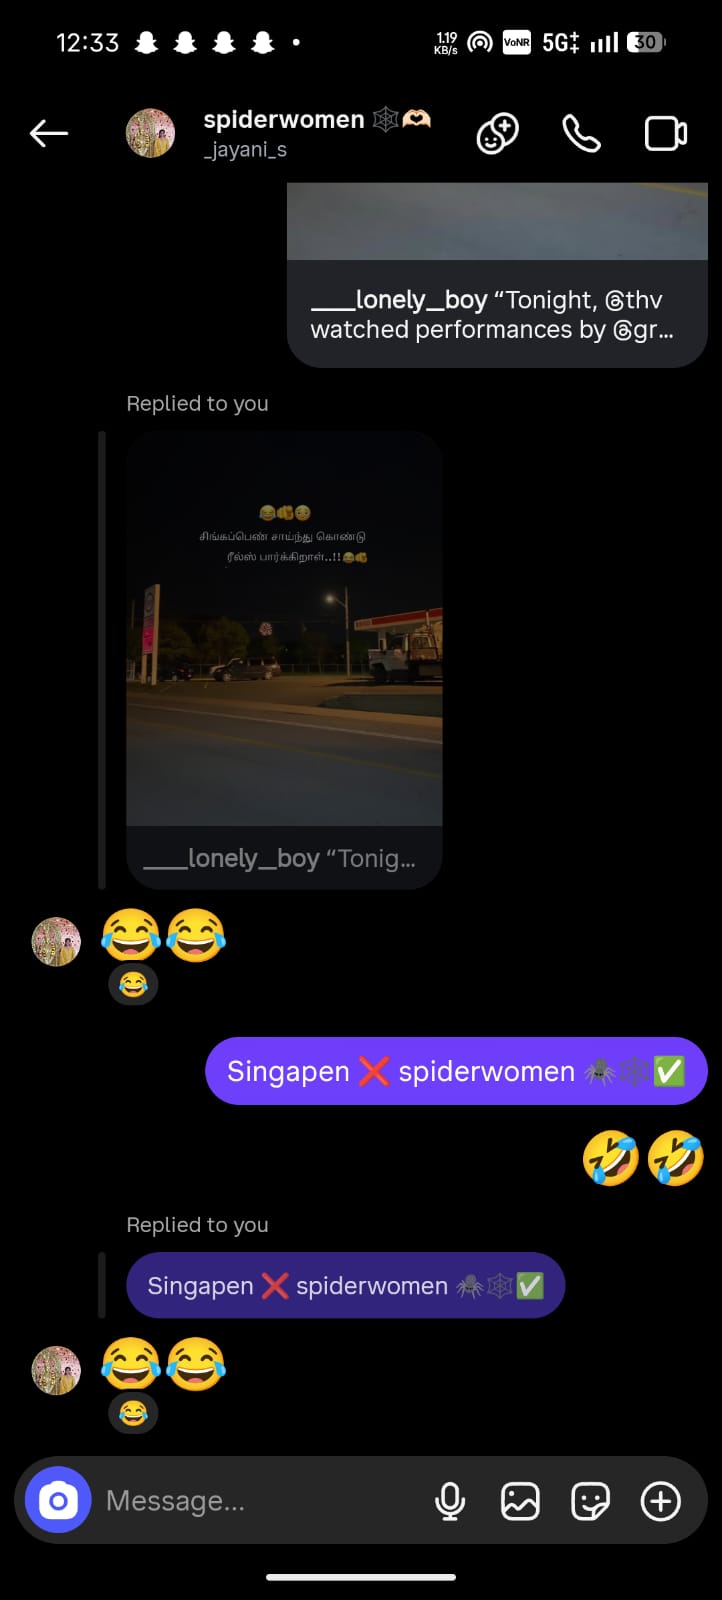 12:33
1.19
KB/s
VoNR
5G
30
spiderwomen 🕸️🫶🏻
_jayani_s
___lonely__boy “Tonight, @thv
watched performances by @gr...
Replied to you
😂🫵😳
சிங்கப்பெண் சாய்ந்து கொண்டு
ரீல்ஸ் பார்க்கிறாள்..!!😂🫵
___lonely__boy “Tonig...
😂😂
😂
Singapen ❌ spiderwomen 🕷️🕸️✅
🤣🤣
Replied to you
Singapen ❌ spiderwomen 🕷️🕸️✅
😂😂
😂
Message...